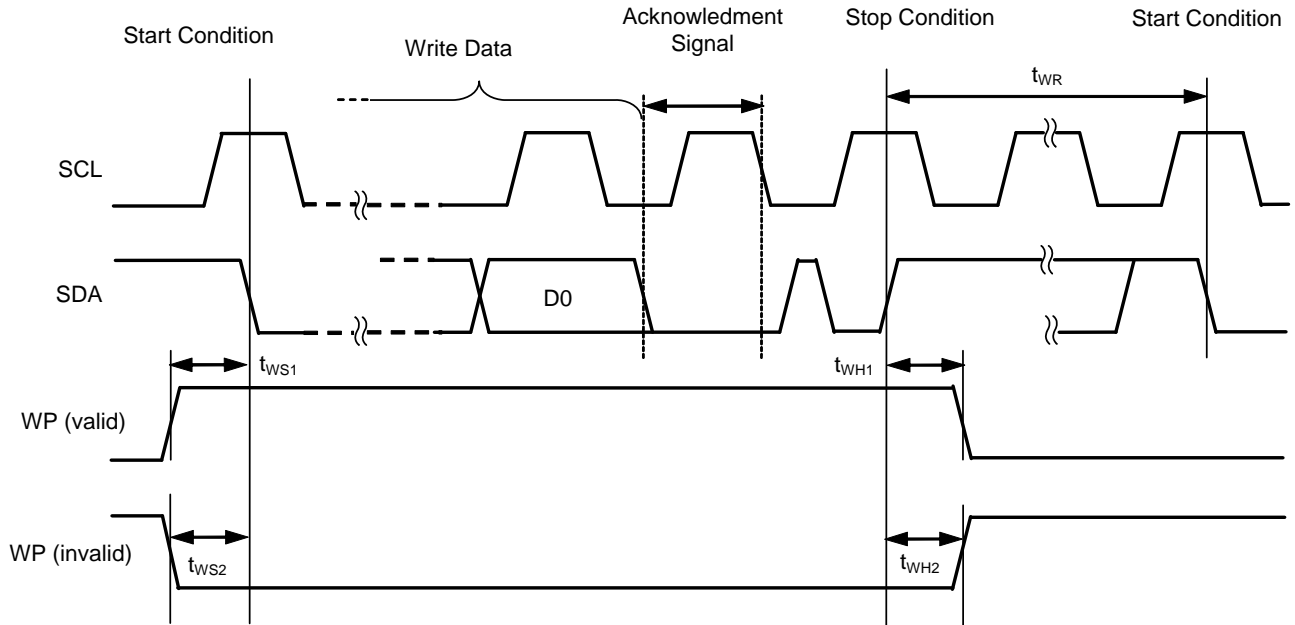 Start Condition
Write Data
Acknowledment
Signal
Stop Condition
Start Condition
tWR
SCL
SDA
D0
tWS1
tWH1
WP (valid)
WP (invalid)
tWS2
tWH2